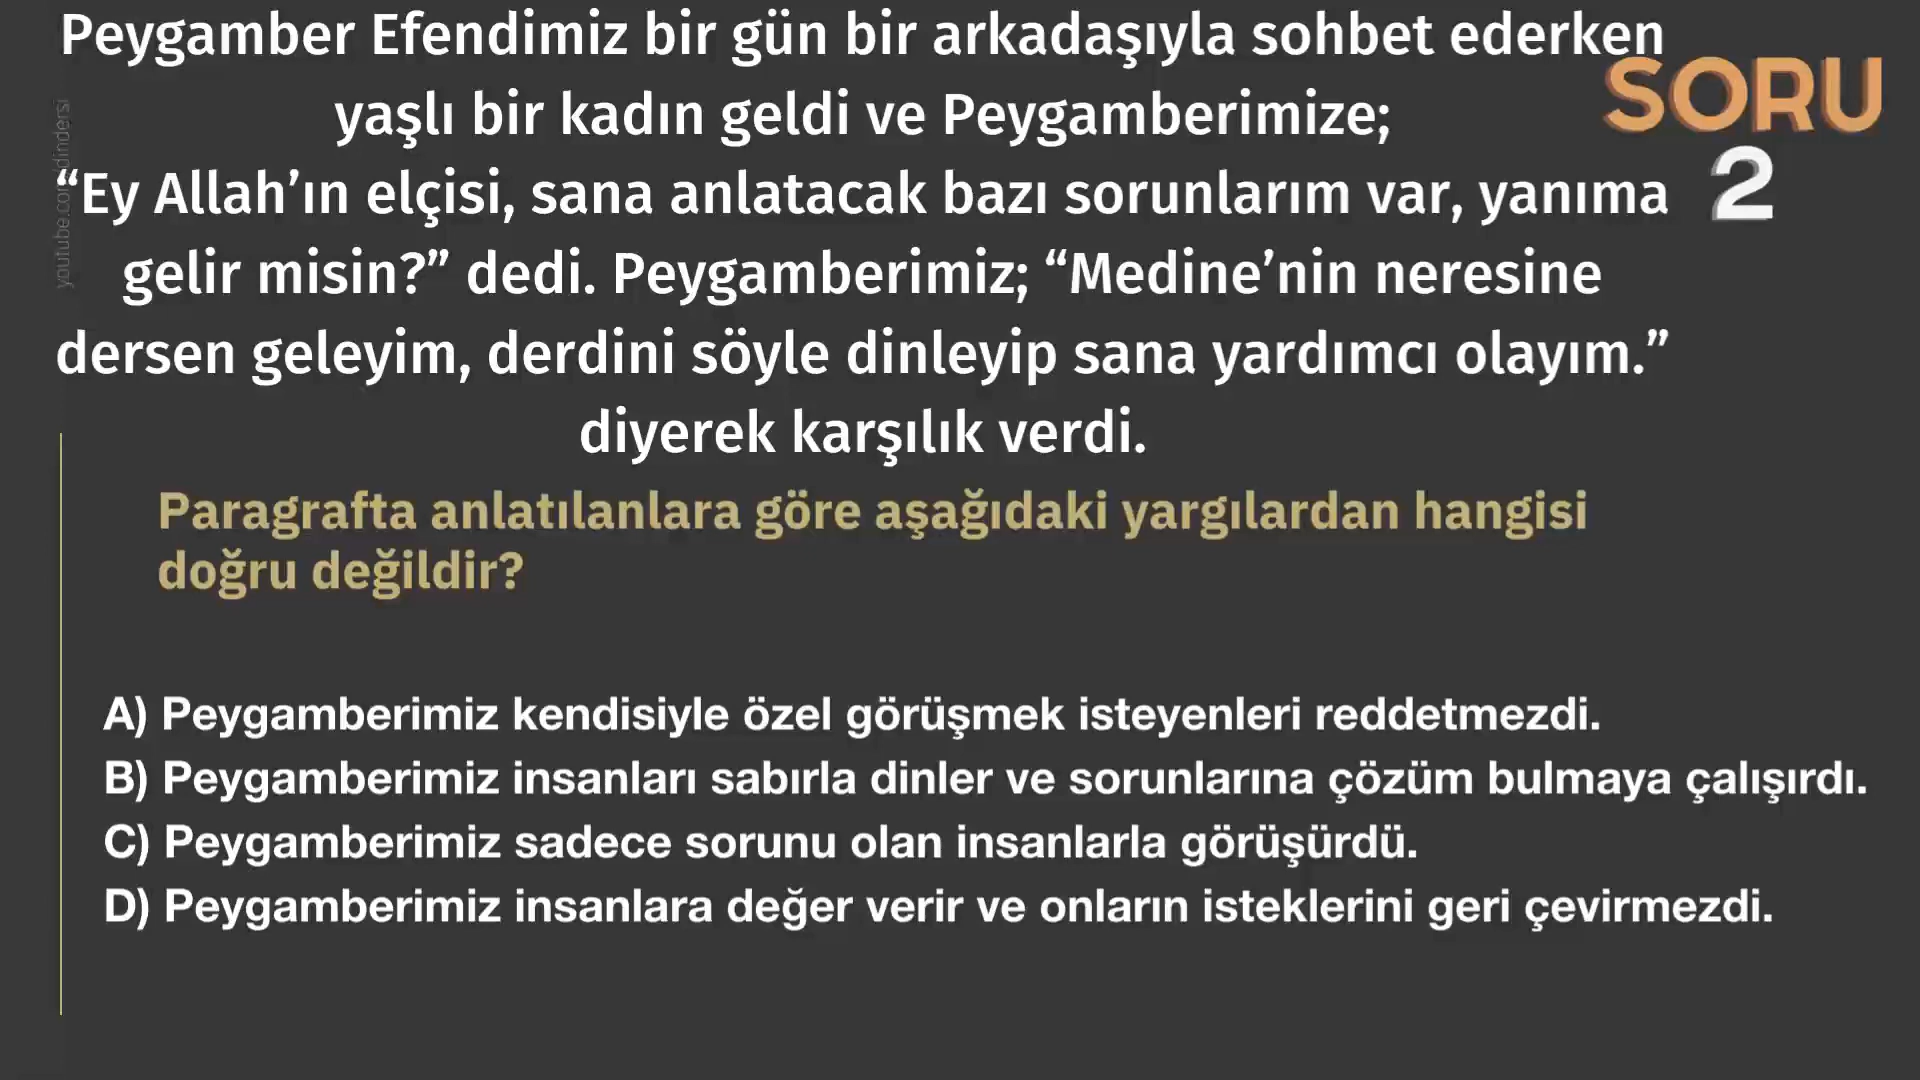 Peygamber Efendimiz bir gün bir arkadaşıyla sohbet ederken
yaşlı bir kadın geldi ve Peygamberimize;
“Ey Allah’ın elçisi, sana anlatacak bazı sorunlarım var, yanıma
gelir misin?” dedi. Peygamberimiz; “Medine’nin neresine
dersen geleyim, derdini söyle dinleyip sana yardımcı olayım.”
diyerek karşılık verdi.
SORU
2
Paragrafta anlatılanlara göre aşağıdaki yargılardan hangisi
doğru değildir?
A) Peygamberimiz kendisiyle özel görüşmek isteyenleri reddetmezdi.
B) Peygamberimiz insanları sabırla dinler ve sorunlarına çözüm bulmaya çalışırdı.
C) Peygamberimiz sadece sorunu olan insanlarla görüşürdü.
D) Peygamberimiz insanlara değer verir ve onların isteklerini geri çevirmezdi.